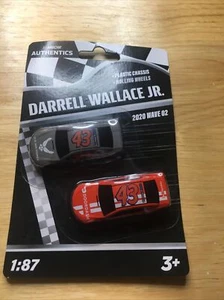 AUTHENTICS
PLASTIC CHASSIS
ROLLING WHEELS
DARRELL WALLACE JR.
2020 WAVE 02
43
43
1:87
3+